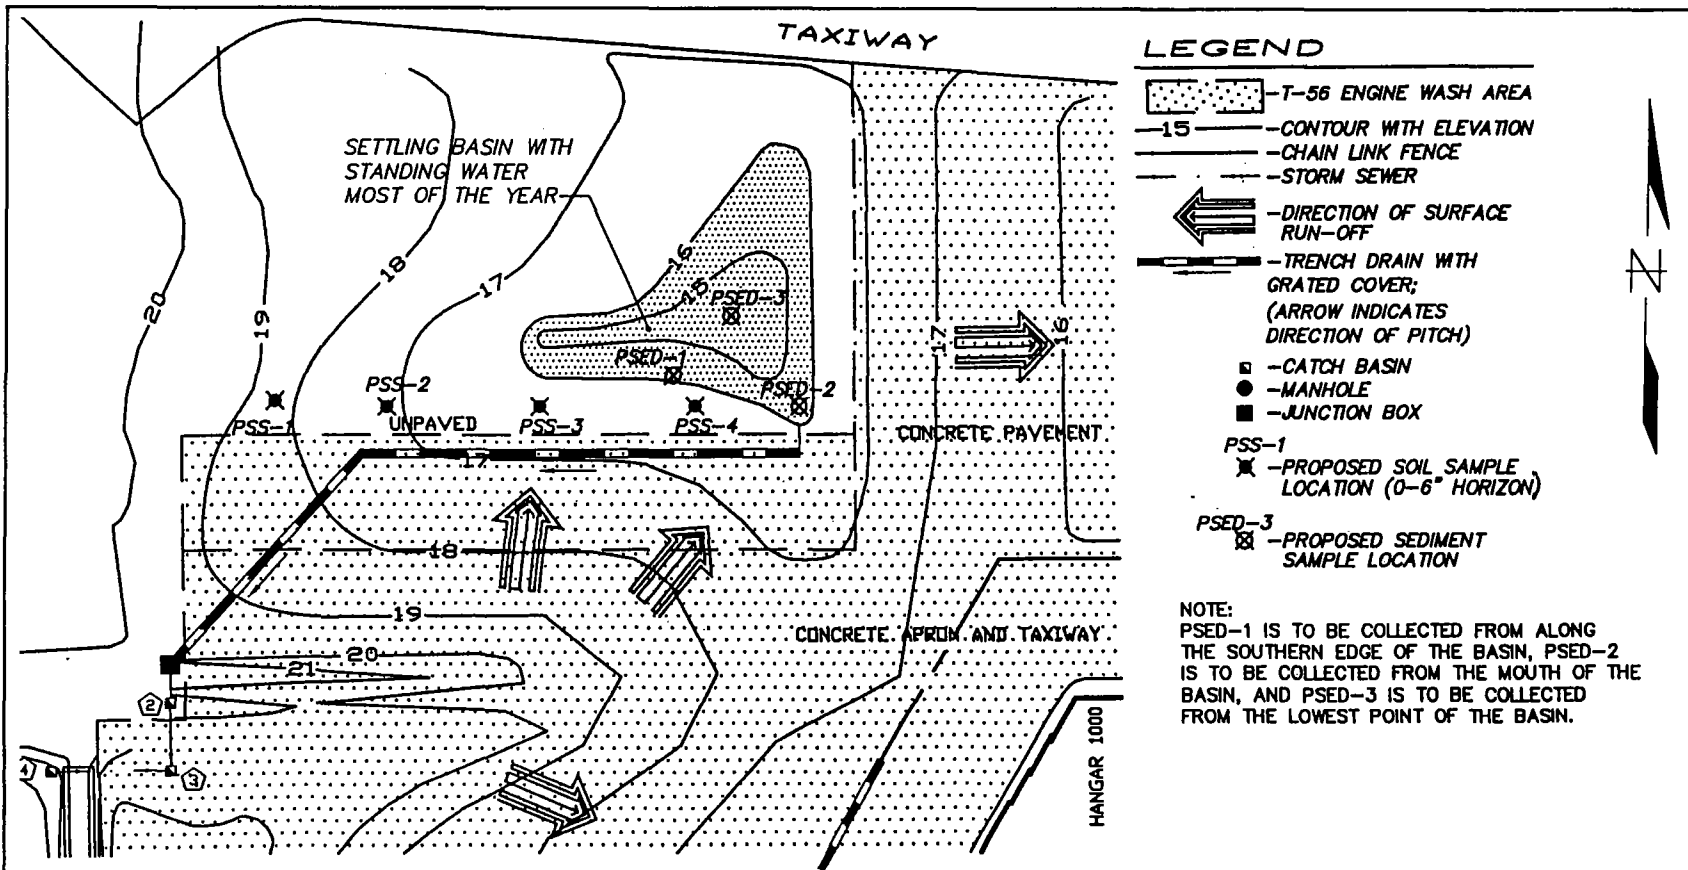 TAXIWAY
SETTLING BASIN WITH
STANDING WATER
MOST OF THE YEAR
20
19
18
17
16
15
PSED-3
PSED-1
PSED-2
PSS-1
PSS-2
UNPAVED
PSS-3
PSS-4
17
16
CONCRETE PAVEMENT
17
18
19
20
21
CONCRETE APRON AND TAXIWAY
2
3
4
HANGAR 1000
LEGEND
-T-56 ENGINE WASH AREA
15 -CONTOUR WITH ELEVATION
-CHAIN LINK FENCE
-STORM SEWER
-DIRECTION OF SURFACE
RUN-OFF
-TRENCH DRAIN WITH
GRATED COVER;
(ARROW INDICATES
DIRECTION OF PITCH)
-CATCH BASIN
-MANHOLE
-JUNCTION BOX
PSS-1
-PROPOSED SOIL SAMPLE
LOCATION (0-6" HORIZON)
PSED-3
-PROPOSED SEDIMENT
SAMPLE LOCATION
N
NOTE:
PSED-1 IS TO BE COLLECTED FROM ALONG
THE SOUTHERN EDGE OF THE BASIN, PSED-2
IS TO BE COLLECTED FROM THE MOUTH OF THE
BASIN, AND PSED-3 IS TO BE COLLECTED
FROM THE LOWEST POINT OF THE BASIN.